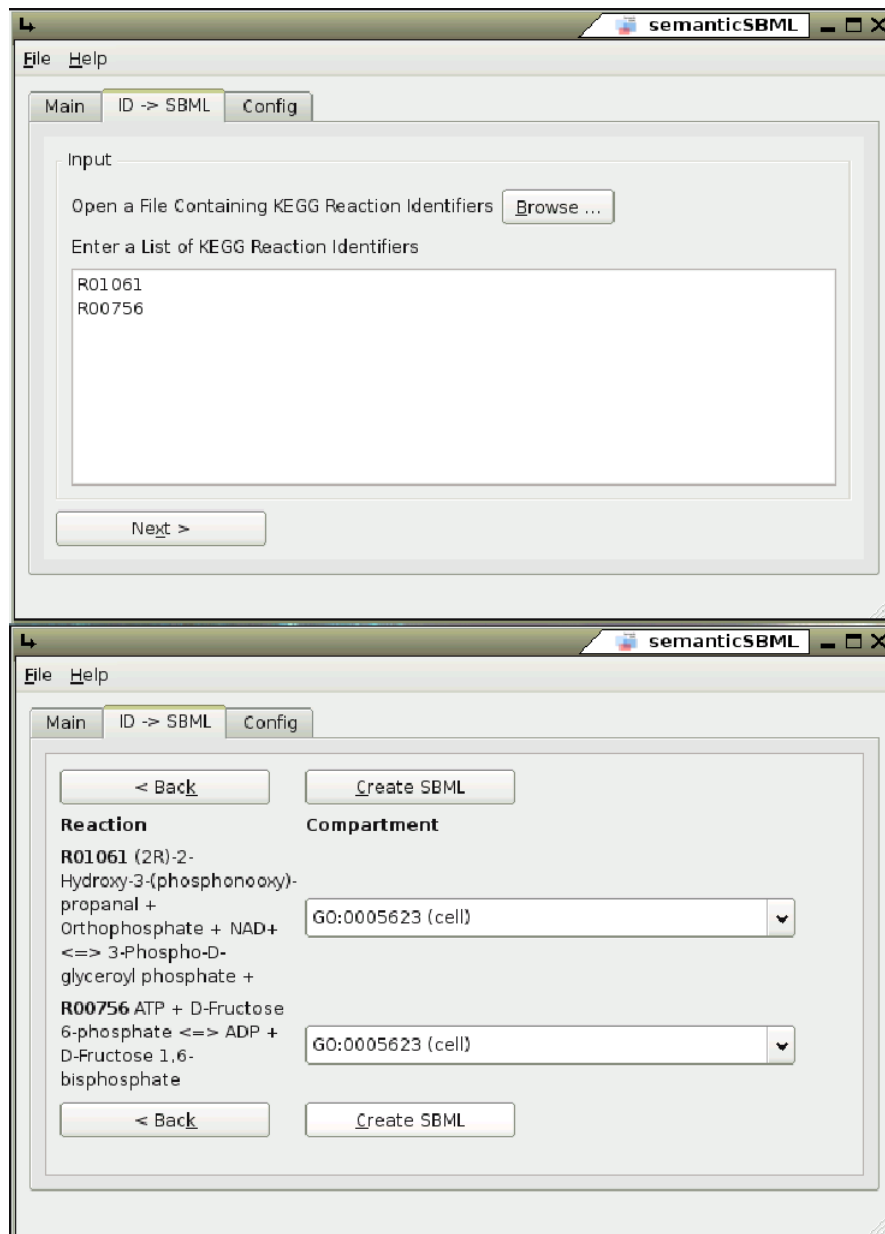 semanticSBML
File Help
Main ID -> SBML Config
Input
Open a File Containing KEGG Reaction Identifiers Browse ...
Enter a List of KEGG Reaction Identifiers
R01061
R00756
Next >
semanticSBML
File Help
Main ID -> SBML Config
< Back Create SBML
Reaction Compartment
R01061 (2R)-2-
Hydroxy-3-(phosphonooxy)-
propanal +
Orthophosphate + NAD+
<=> 3-Phospho-D-
glyceroyl phosphate +
GO:0005623 (cell)
R00756 ATP + D-Fructose
6-phosphate <=> ADP +
D-Fructose 1,6-
bisphosphate
GO:0005623 (cell)
< Back Create SBML